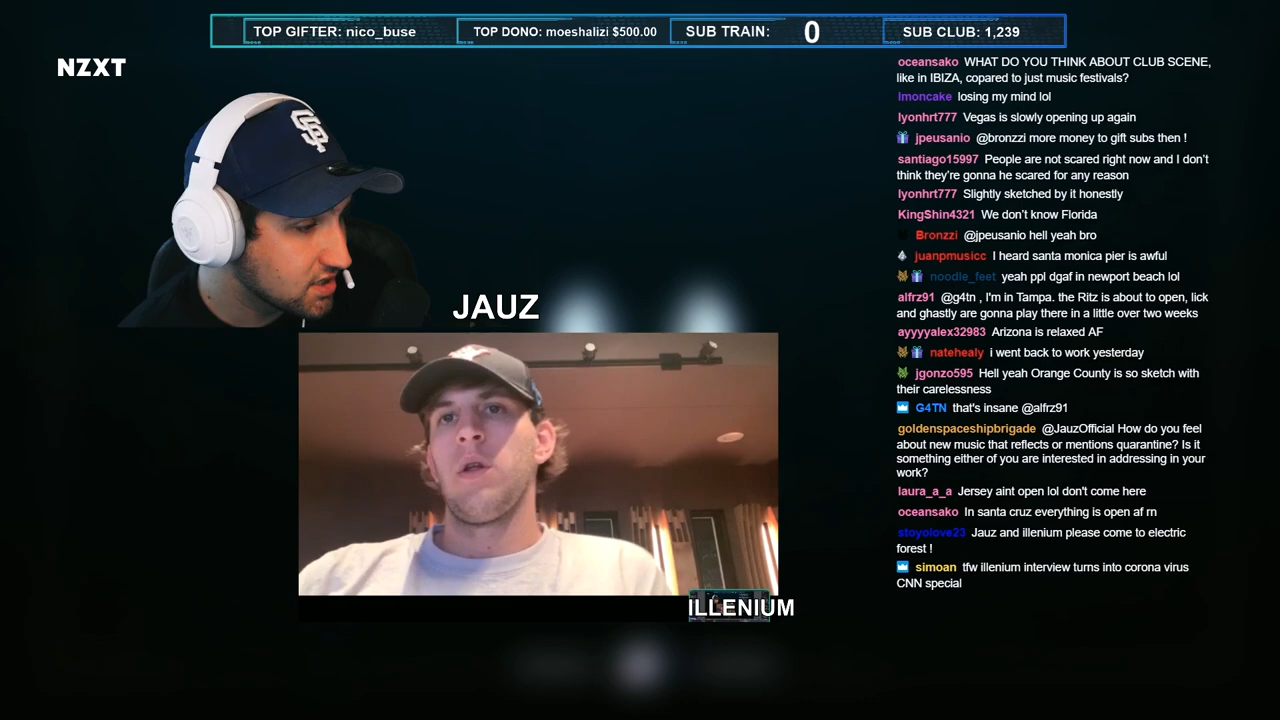 TOP GIFTER: nico_buse
TOP DONO: moeshalizi $500.00
SUB TRAIN: 0
SUB CLUB: 1,239
NZXT
SF
JAUZ
ILLENIUM
oceansako WHAT DO YOU THINK ABOUT CLUB SCENE,
like in IBIZA, copared to just music festivals?
lmoncake losing my mind lol
lyonhrt777 Vegas is slowly opening up again
jpeusanio @bronzzi more money to gift subs then !
santiago15997 People are not scared right now and I don't
think they're gonna he scared for any reason
lyonhrt777 Slightly sketched by it honestly
KingShin4321 We don't know Florida
Bronzzi @jpeusanio hell yeah bro
juanpmusicc I heard santa monica pier is awful
noodle_feet yeah ppl dgaf in newport beach lol
alfrz91 @g4tn , I'm in Tampa. the Ritz is about to open, lick
and ghastly are gonna play there in a little over two weeks
ayyyyalex32983 Arizona is relaxed AF
natehealy i went back to work yesterday
jgonzo595 Hell yeah Orange County is so sketch with
their carelessness
G4TN that's insane @alfrz91
goldenspaceshipbrigade @JauzOfficial How do you feel
about new music that reflects or mentions quarantine? Is it
something either of you are interested in addressing in your
work?
laura_a_a Jersey aint open lol don't come here
oceansako In santa cruz everything is open af rn
stoyolove23 Jauz and illenium please come to electric
forest !
simoan tfw illenium interview turns into corona virus
CNN special